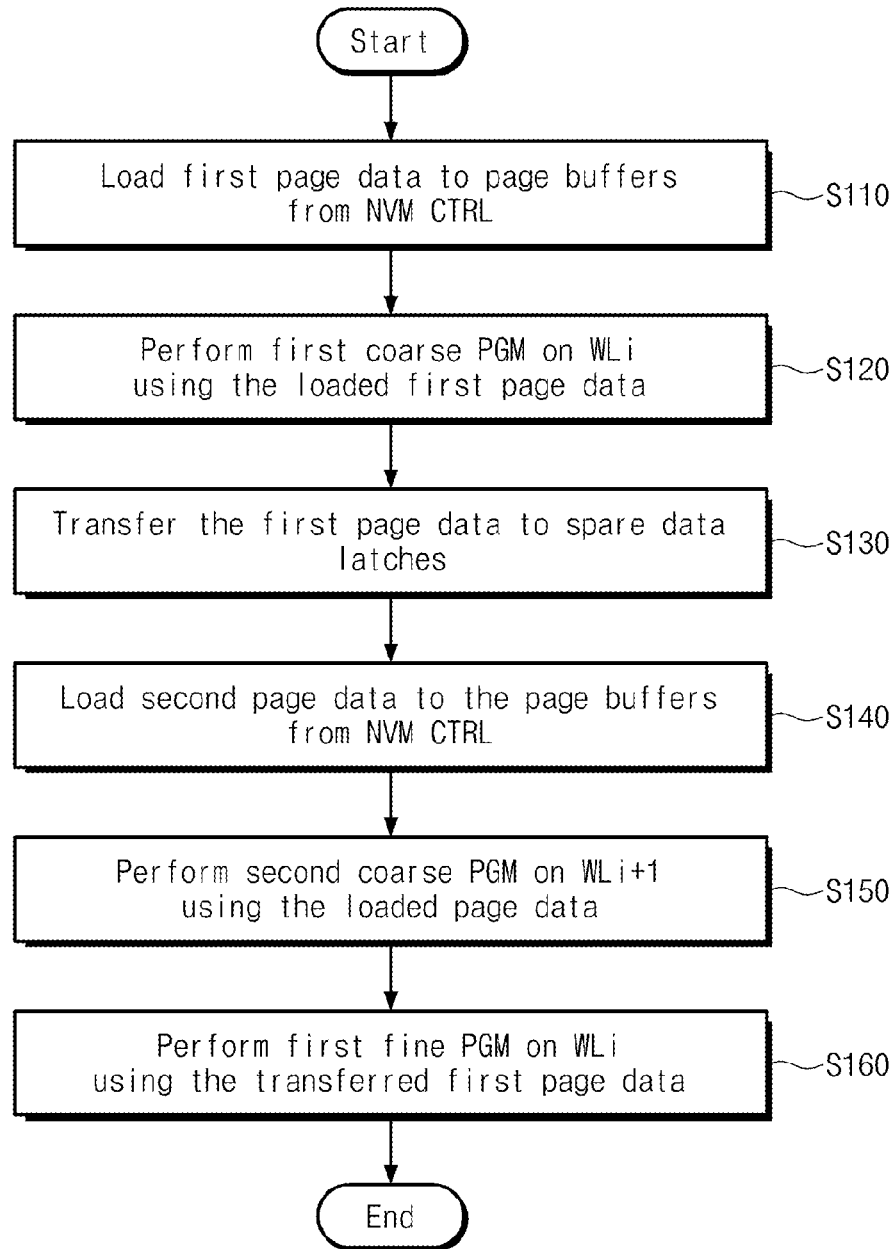 Start
Load first page data to page buffers
from NVM CTRL
S110
Perform first coarse PGM on WLi
using the loaded first page data
S120
Transfer the first page data to spare data
latches
S130
Load second page data to the page buffers
from NVM CTRL
S140
Perform second coarse PGM on WLi+1
using the loaded page data
S150
Perform first fine PGM on WLi
using the transferred first page data
S160
End